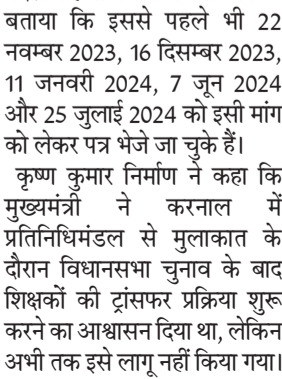 बताया कि इससे पहले भी 22
नवम्बर 2023, 16 दिसम्बर 2023,
11 जनवरी 2024, 7 जून 2024
और 25 जुलाई 2024 को इसी मांग
को लेकर पत्र भेजे जा चुके हैं।
कृष्ण कुमार निर्माण ने कहा कि
मुख्यमंत्री ने करनाल में
प्रतिनिधिमंडल से मुलाकात के
दौरान विधानसभा चुनाव के बाद
शिक्षकों की ट्रांसफर प्रक्रिया शुरू
करने का आश्वासन दिया था, लेकिन
अभी तक इसे लागू नहीं किया गया।